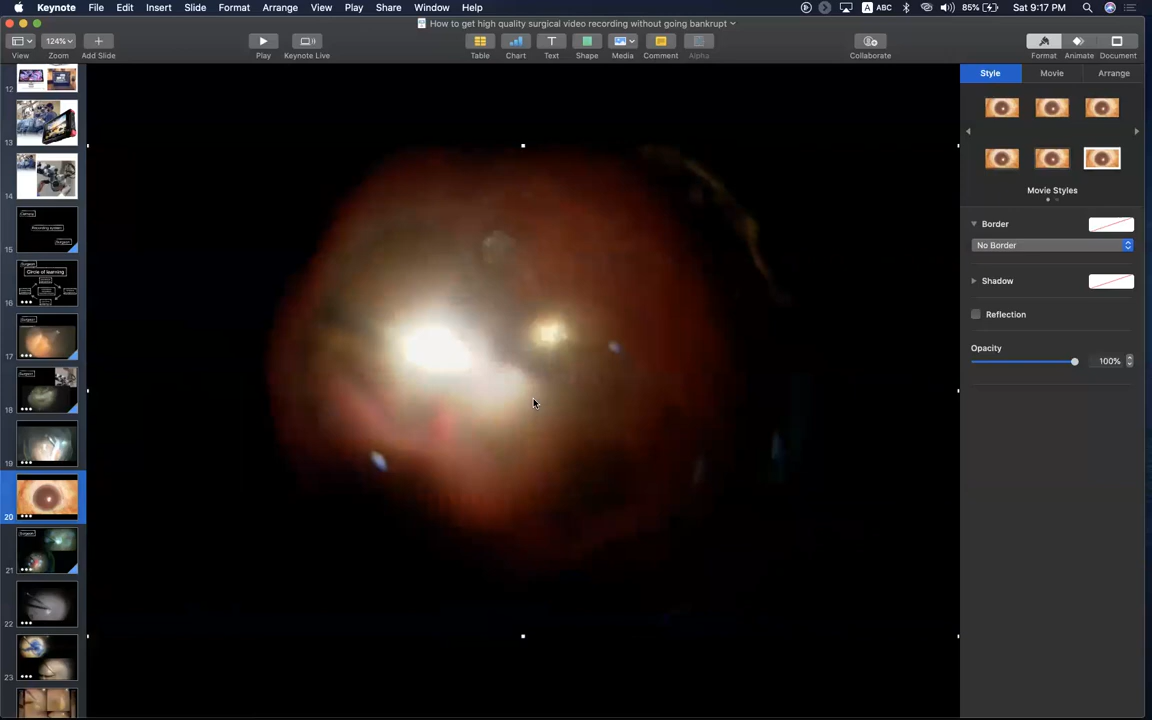 Keynote File Edit Insert Slide Format Arrange View Play Share Window Help
A ABC 85% Sat 9:17 PM
How to get high quality surgical video recording without going bankrupt
124%
View Zoom Add Slide Play Keynote Live Table Chart Text Shape Media Comment Alpha Collaborate Format Animate Document
Style Movie Arrange
Movie Styles
Border
No Border
Shadow
Reflection
Opacity
100%
12
13
14
15
Circle of learning
16
17
18
19
20
21
22
23